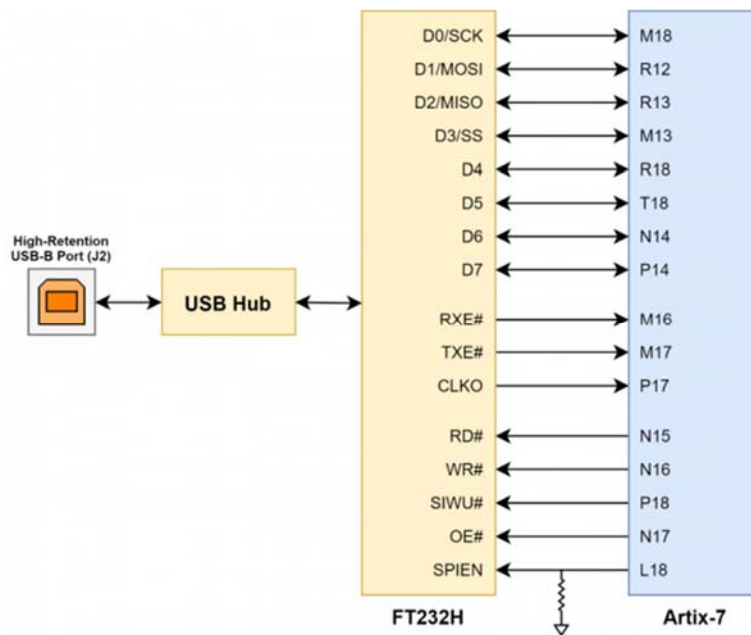 D0/SCK M18
D1/MOSI R12
D2/MISO R13
D3/SS M13
D4 R18
D5 T18
D6 N14
D7 P14
High-Retention
USB-B Port (J2)
USB Hub
RXE# M16
TXE# M17
CLKO P17
RD# N15
WR# N16
SIWU# P18
OE# N17
SPIEN L18
FT232H Artix-7